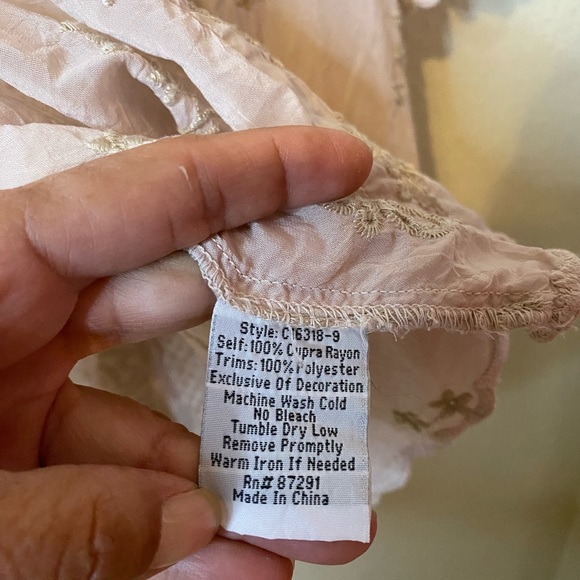 Style: C16318-9
Self: 100% Cupra Rayon
Trims: 100% Polyester
Exclusive Of Decoration
Machine Wash Cold
No Bleach
Tumble Dry Low
Remove Promptly
Warm Iron If Needed
Rn# 87291
Made In China